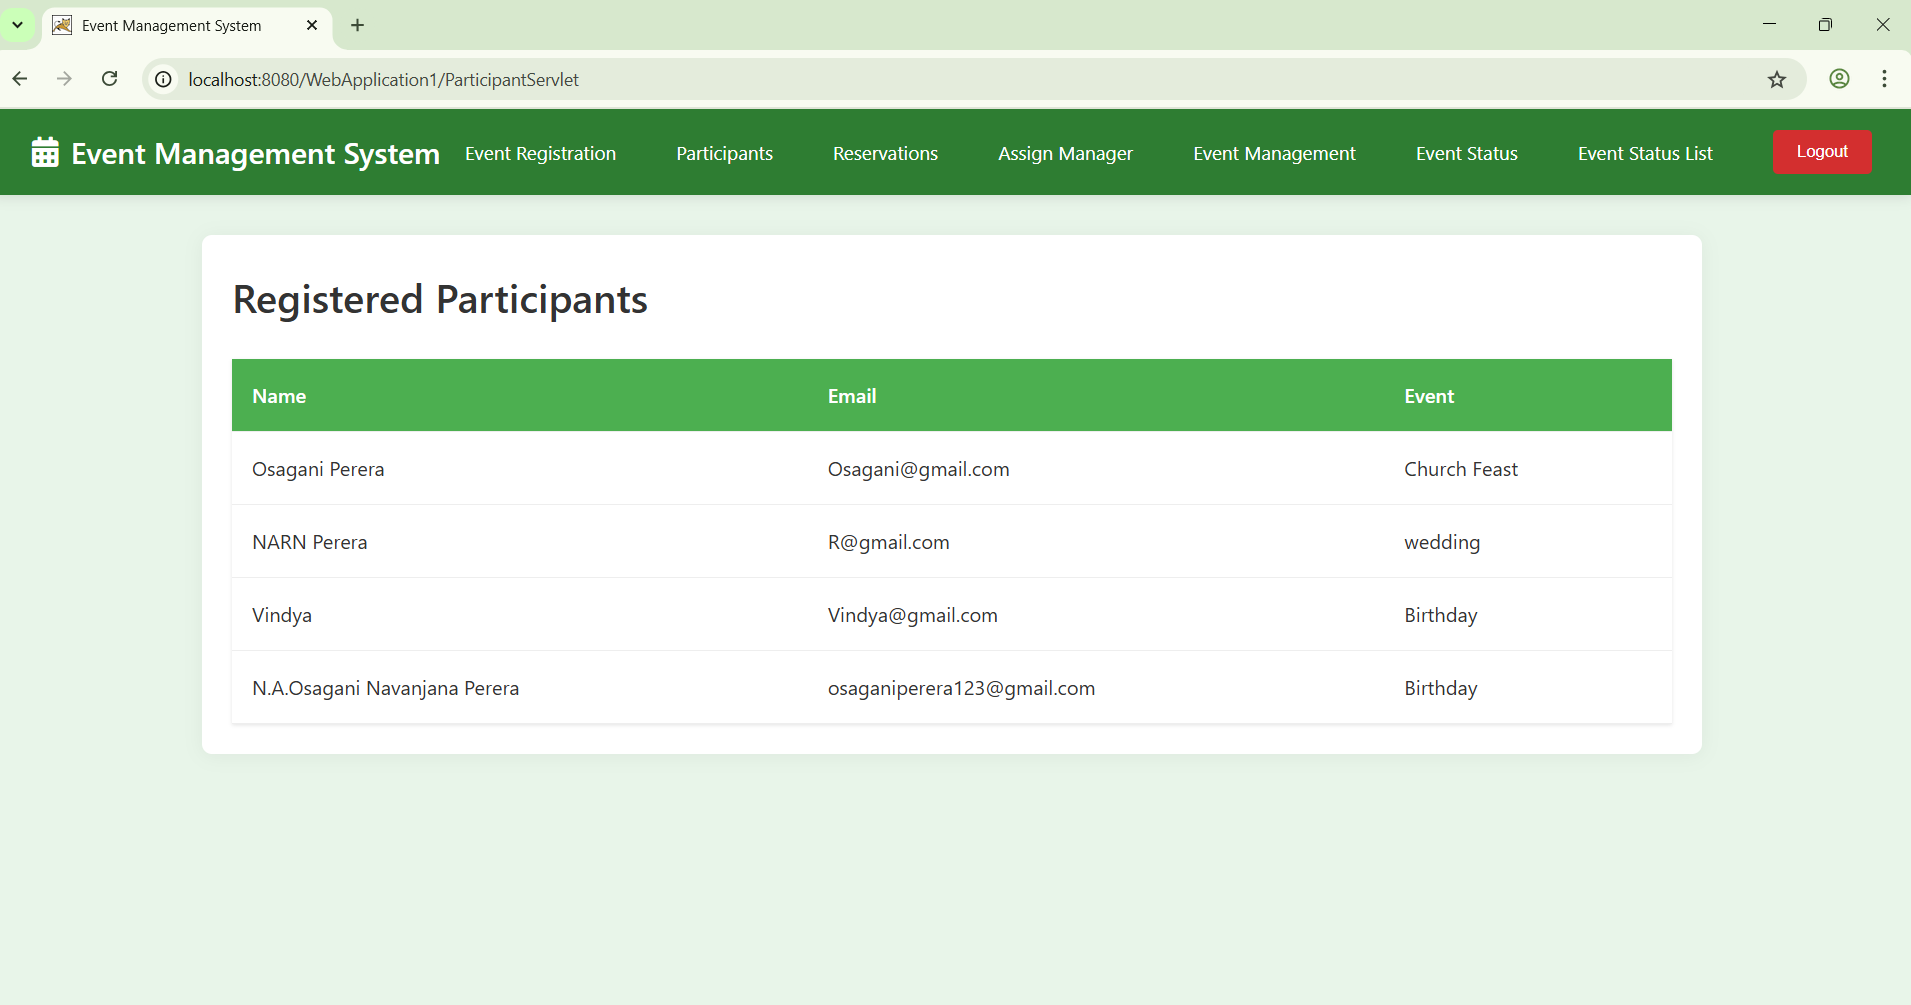 Event Management System
localhost:8080/WebApplication1/ParticipantServlet
Event Management System Event Registration Participants Reservations Assign Manager Event Management Event Status Event Status List Logout
Registered Participants
Name Email Event
Osagani Perera Osagani@gmail.com Church Feast
NARN Perera R@gmail.com wedding
Vindya Vindya@gmail.com Birthday
N.A.Osagani Navanjana Perera osaganiperera123@gmail.com Birthday